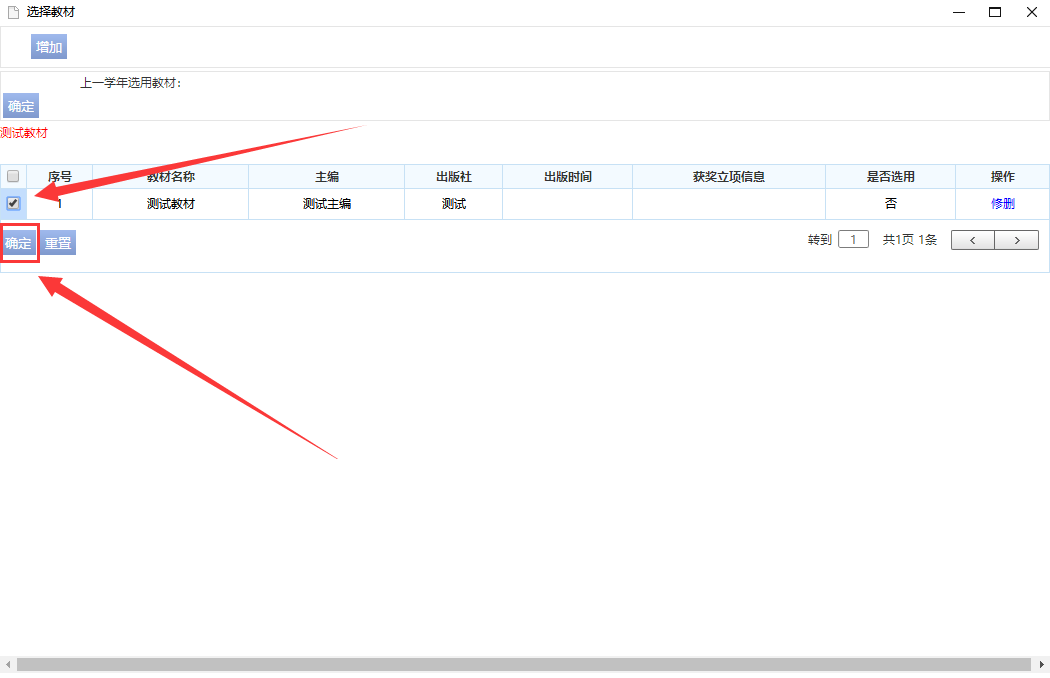 选择教材
增加
上一学年选用教材：
确定
测试教材
序号 教材名称 主编 出版社 出版时间 获奖立项信息 是否选用 操作
1 测试教材 测试主编 测试 否 修删
确定 重置 转到 1 共1页 1条 < >